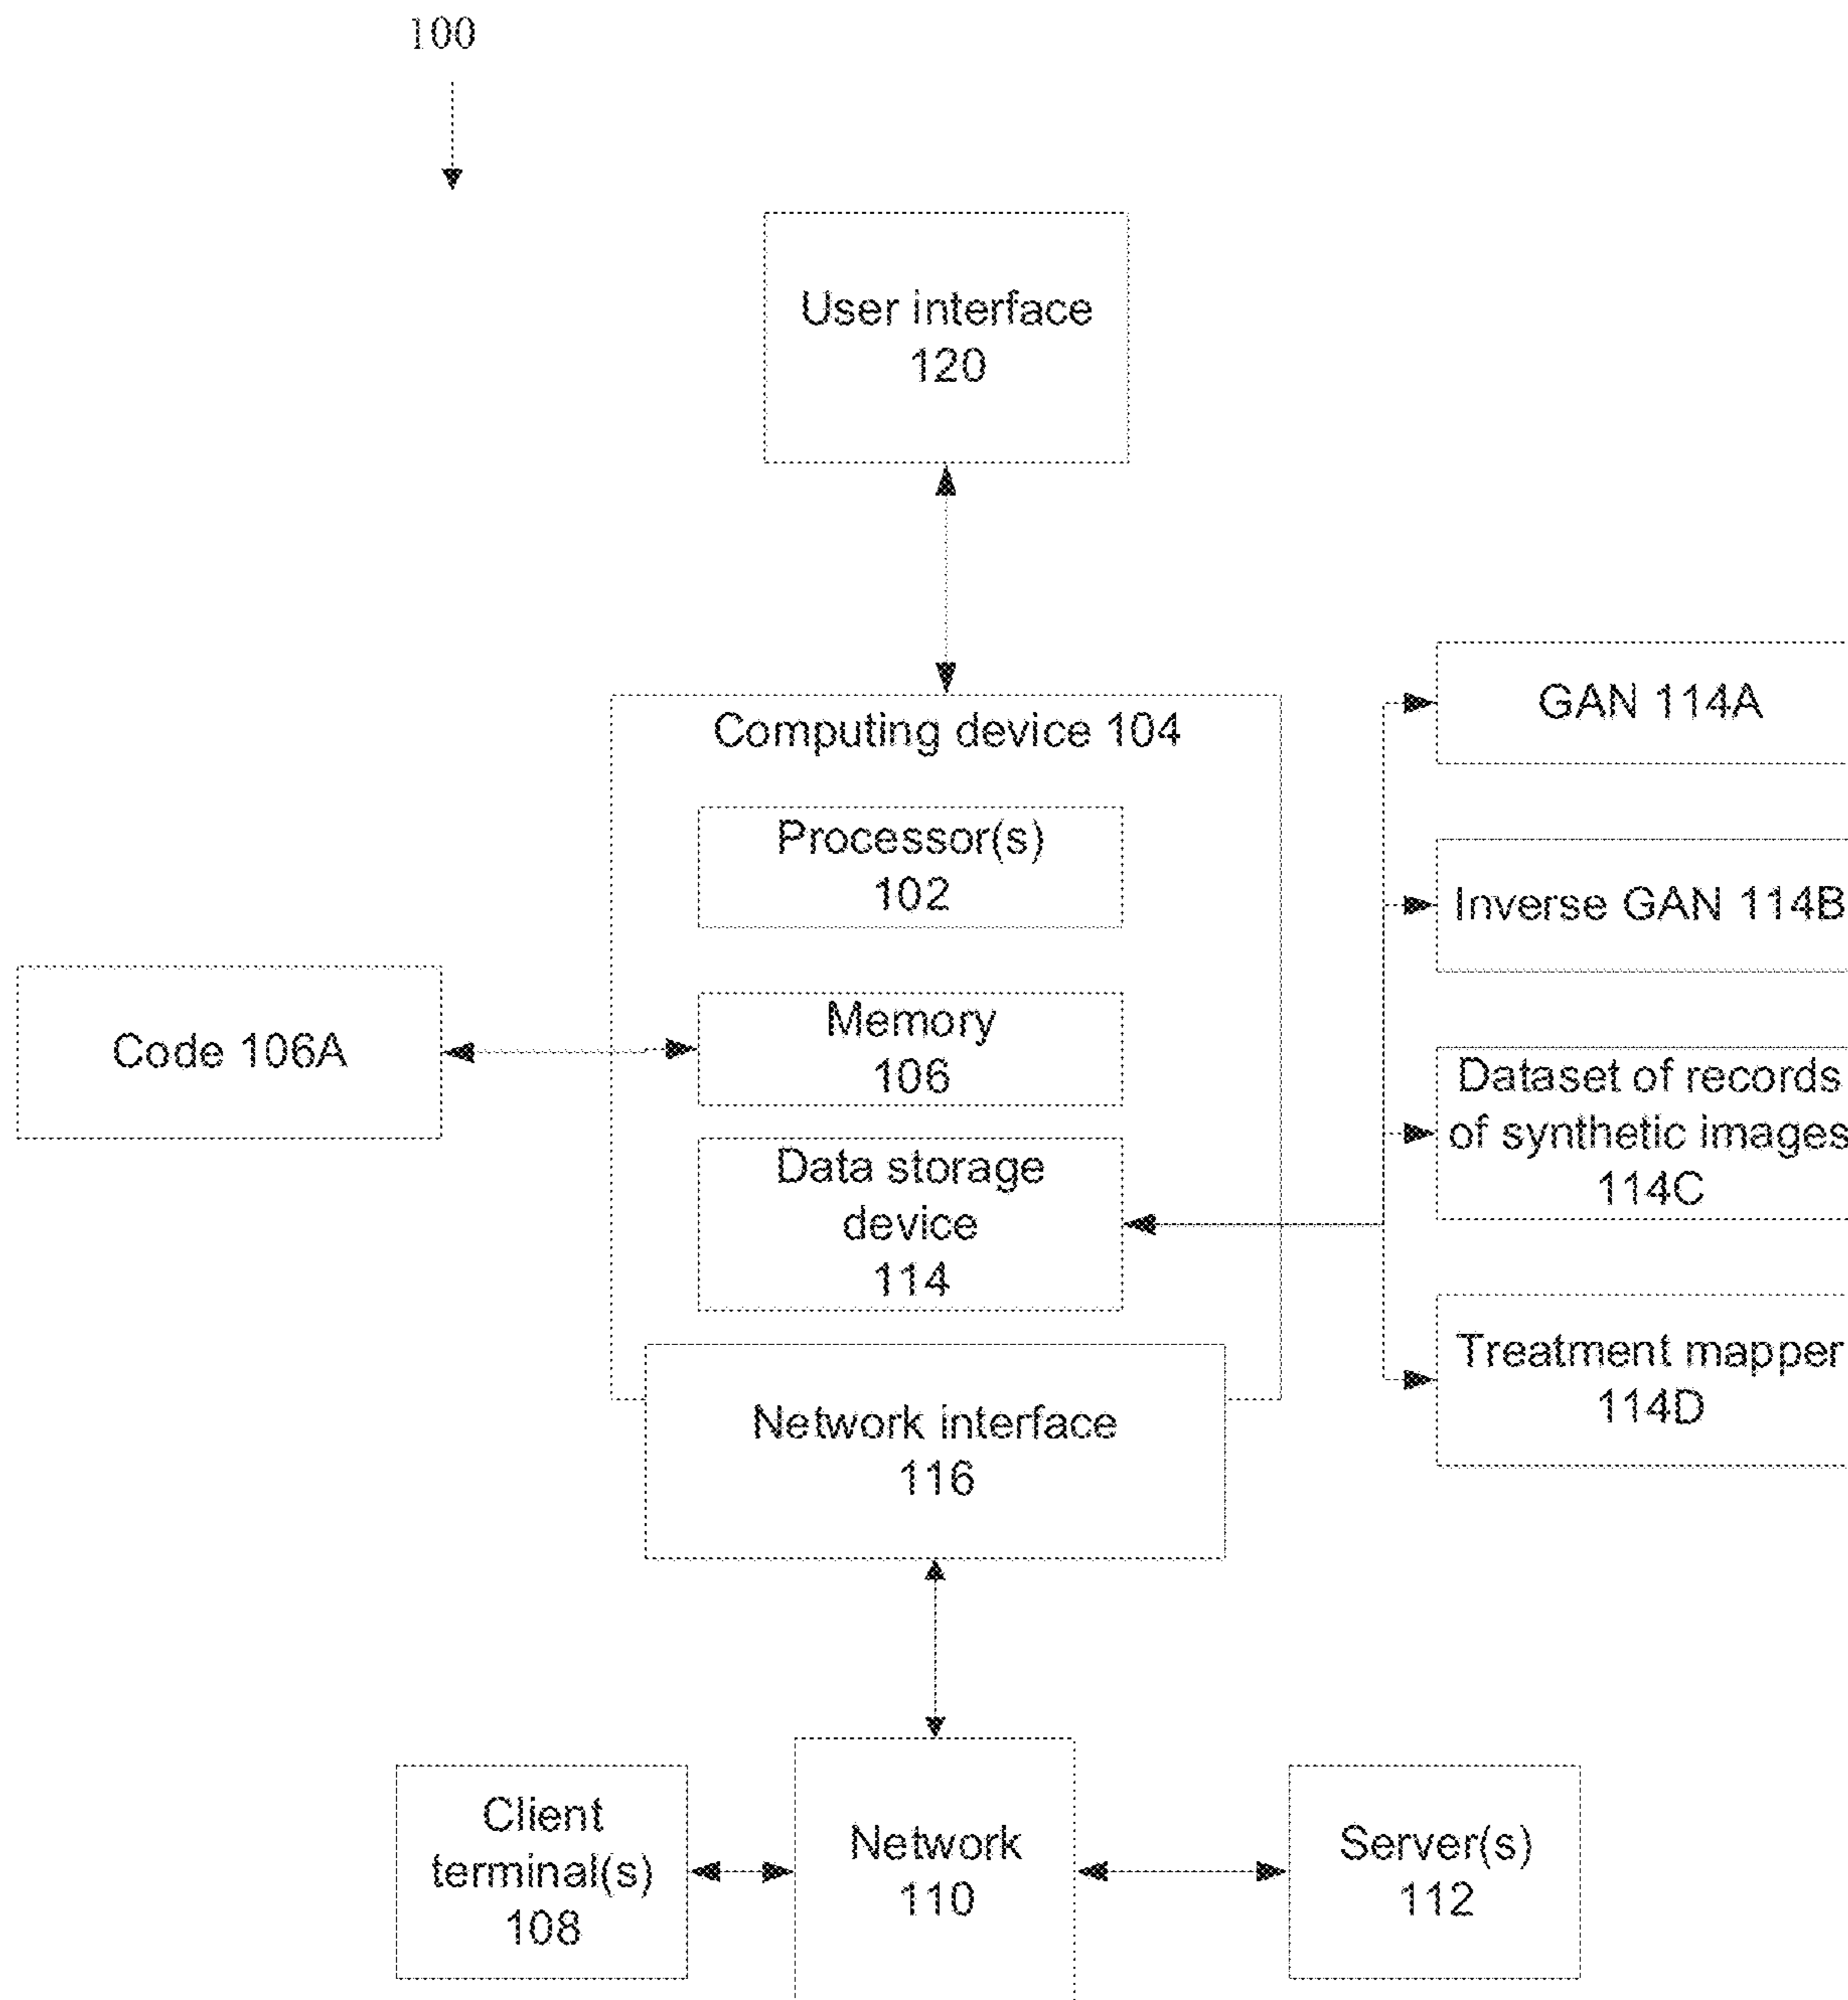 100
User interface
120
Computing device 104
Processor(s)
102
Code 106A
Memory
106
Data storage
device
114
Network interface
116
GAN 114A
Inverse GAN 114B
Dataset of records
of synthetic images
114C
Treatment mapper
114D
Client
terminal(s)
108
Network
110
Server(s)
112